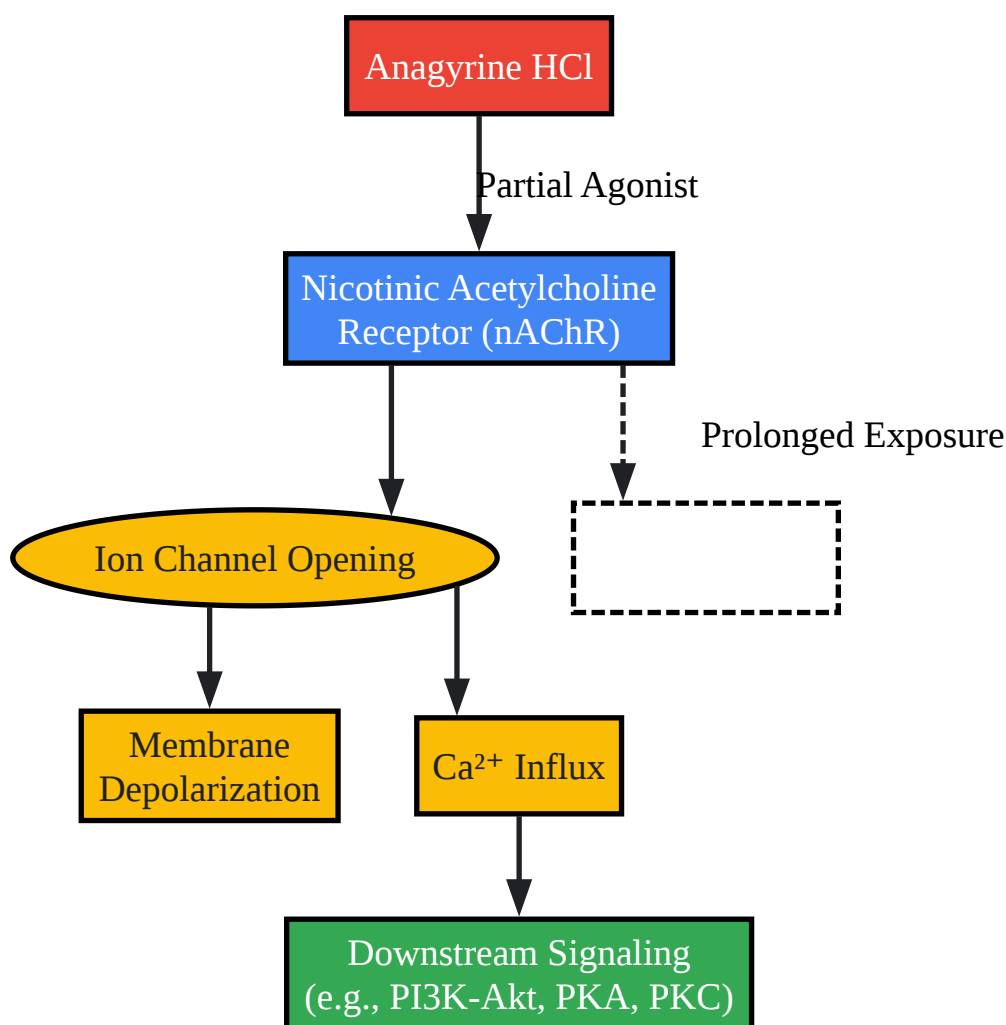 Anagyrine HCl
Partial Agonist
Nicotinic Acetylcholine
Receptor (nAChR)
Prolonged Exposure
Ion Channel Opening
Membrane
Depolarization
Ca²⁺ Influx
Downstream Signaling
(e.g., PI3K-Akt, PKA, PKC)